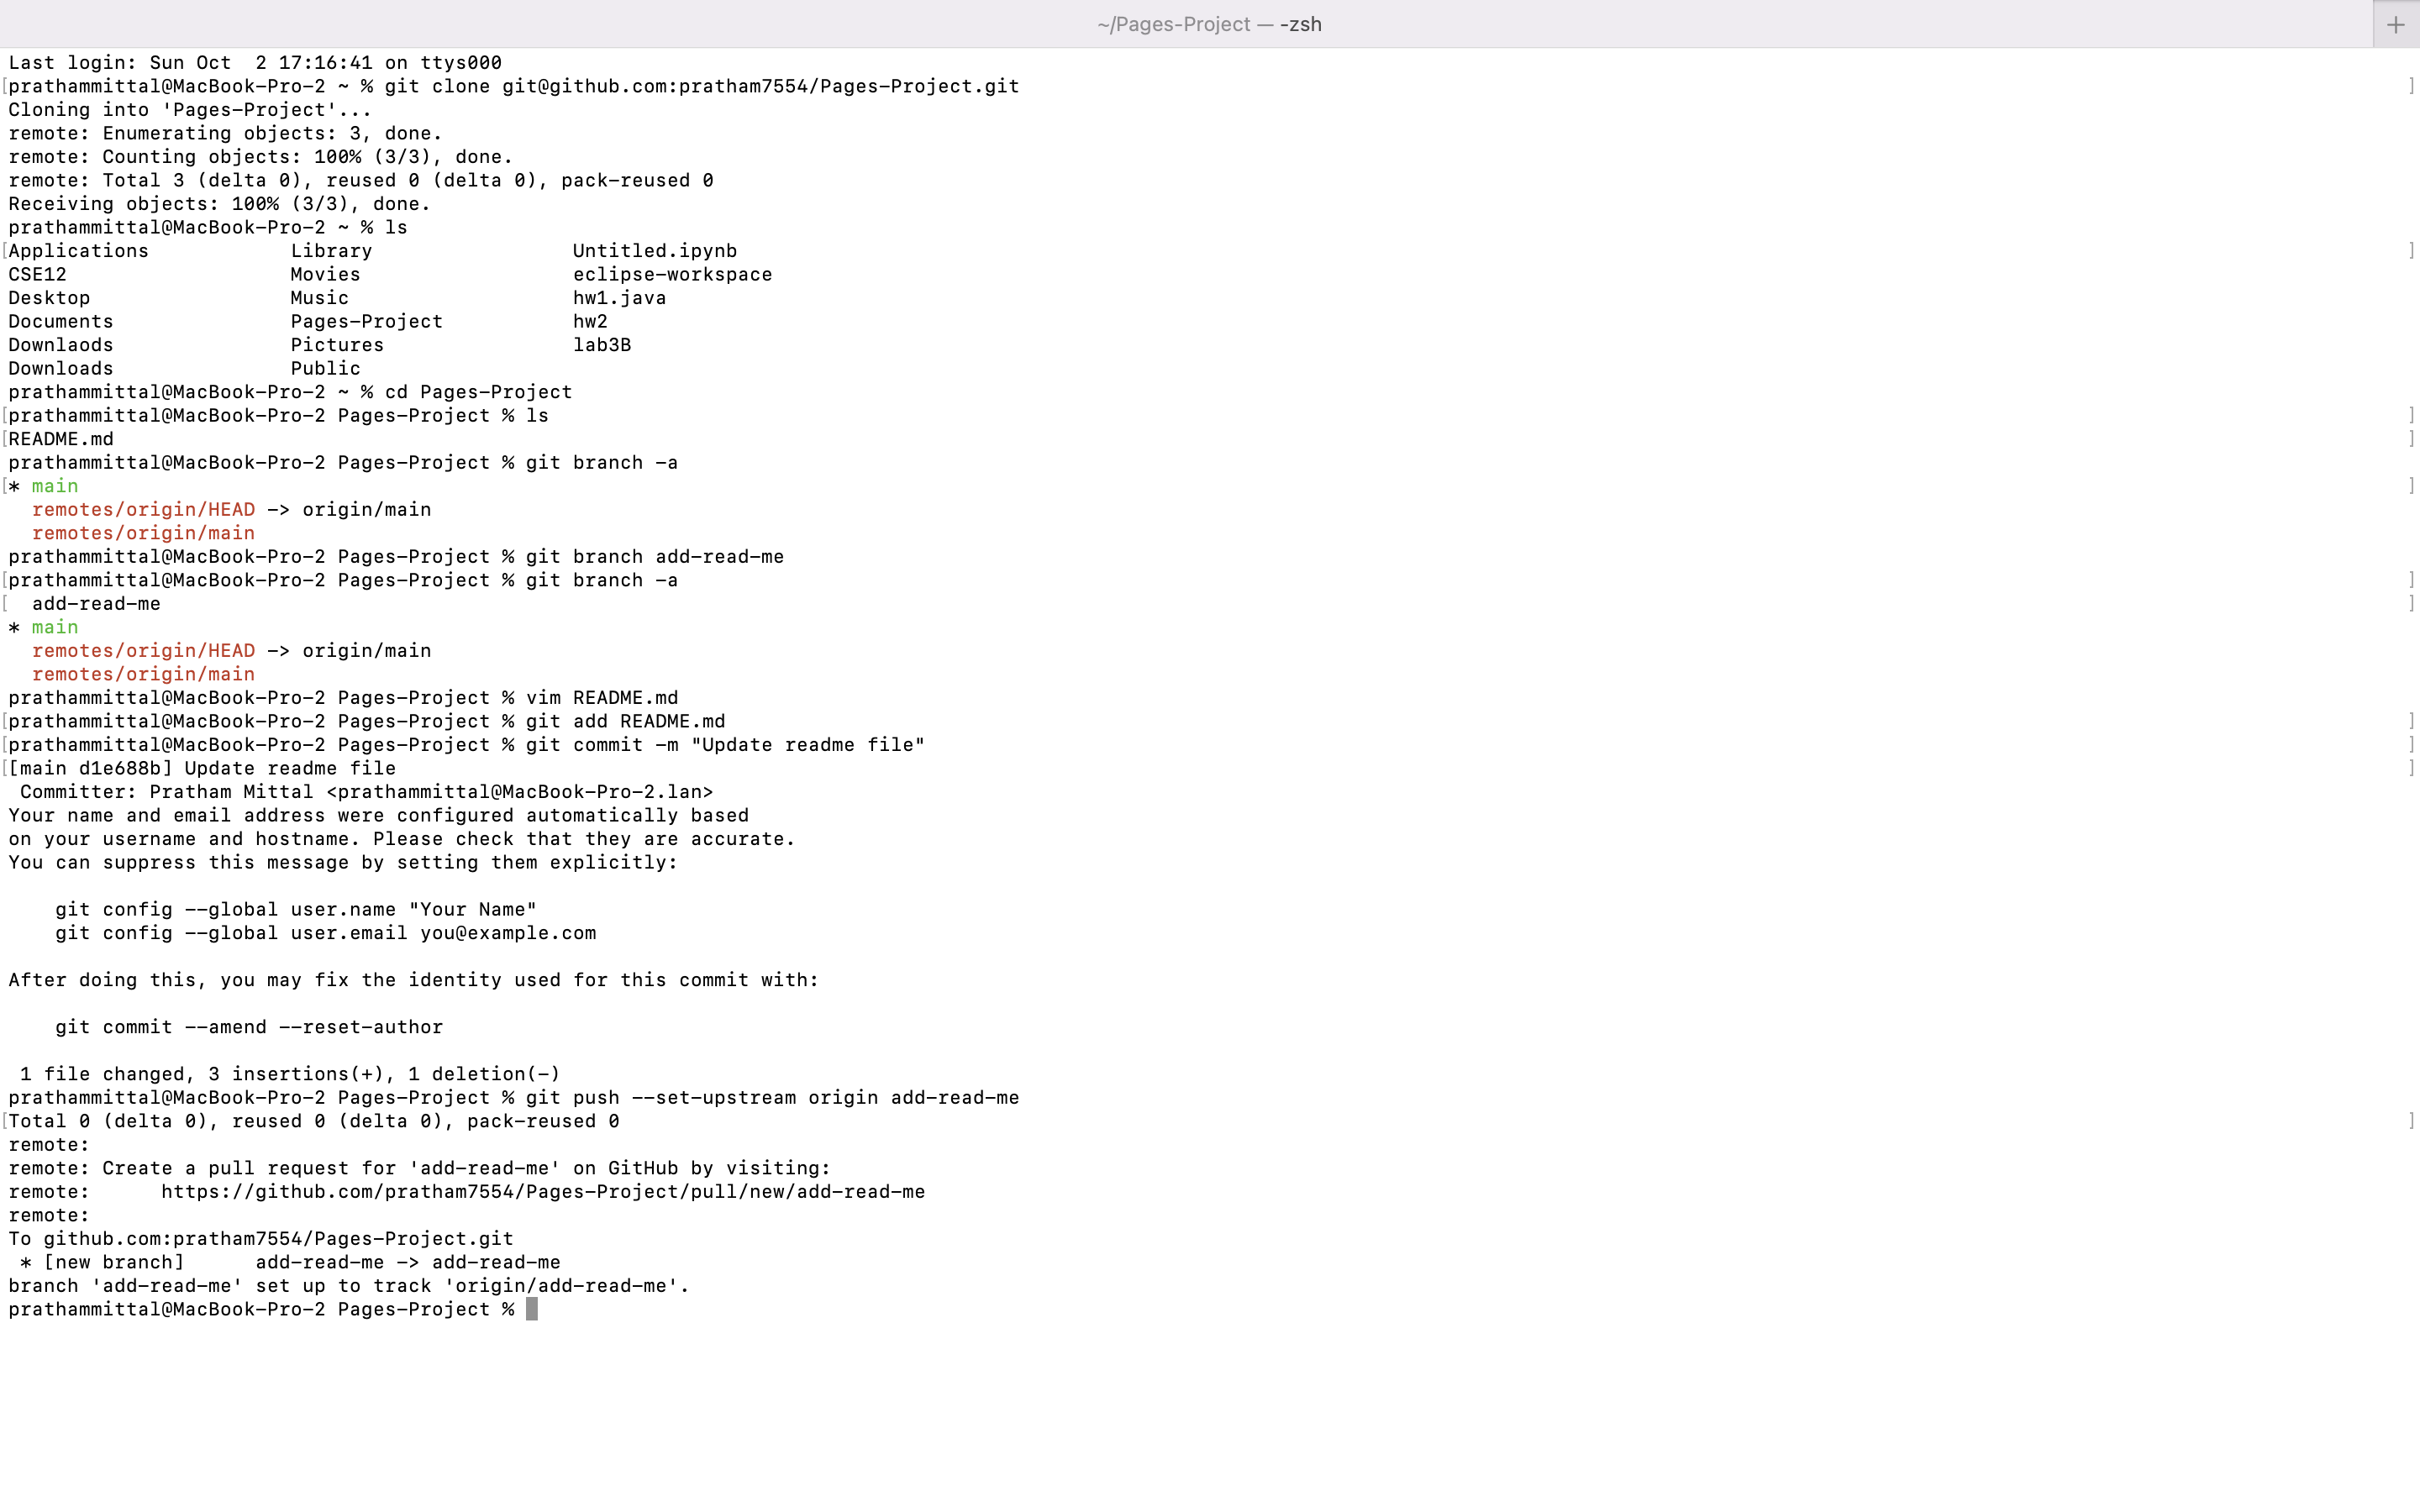 ~/Pages-Project — -zsh
Last login: Sun Oct  2 17:16:41 on ttys000
[prathammittal@MacBook-Pro-2 ~ % git clone git@github.com:pratham7554/Pages-Project.git ]
Cloning into 'Pages-Project'...
remote: Enumerating objects: 3, done.
remote: Counting objects: 100% (3/3), done.
remote: Total 3 (delta 0), reused 0 (delta 0), pack-reused 0
Receiving objects: 100% (3/3), done.
prathammittal@MacBook-Pro-2 ~ % ls
[Applications            Library                 Untitled.ipynb ]
CSE12                   Movies                  eclipse-workspace
Desktop                 Music                   hw1.java
Documents               Pages-Project           hw2
Downlaods               Pictures                lab3B
Downloads               Public
prathammittal@MacBook-Pro-2 ~ % cd Pages-Project
[prathammittal@MacBook-Pro-2 Pages-Project % ls ]
[README.md ]
prathammittal@MacBook-Pro-2 Pages-Project % git branch -a
[* main ]
  remotes/origin/HEAD -> origin/main
  remotes/origin/main
prathammittal@MacBook-Pro-2 Pages-Project % git branch add-read-me
[prathammittal@MacBook-Pro-2 Pages-Project % git branch -a ]
[  add-read-me ]
* main
  remotes/origin/HEAD -> origin/main
  remotes/origin/main
prathammittal@MacBook-Pro-2 Pages-Project % vim README.md
[prathammittal@MacBook-Pro-2 Pages-Project % git add README.md ]
[prathammittal@MacBook-Pro-2 Pages-Project % git commit -m "Update readme file" ]
[[main d1e688b] Update readme file ]
 Committer: Pratham Mittal <prathammittal@MacBook-Pro-2.lan>
Your name and email address were configured automatically based
on your username and hostname. Please check that they are accurate.
You can suppress this message by setting them explicitly:

    git config --global user.name "Your Name"
    git config --global user.email you@example.com

After doing this, you may fix the identity used for this commit with:

    git commit --amend --reset-author

 1 file changed, 3 insertions(+), 1 deletion(-)
prathammittal@MacBook-Pro-2 Pages-Project % git push --set-upstream origin add-read-me
[Total 0 (delta 0), reused 0 (delta 0), pack-reused 0 ]
remote:
remote: Create a pull request for 'add-read-me' on GitHub by visiting:
remote:      https://github.com/pratham7554/Pages-Project/pull/new/add-read-me
remote:
To github.com:pratham7554/Pages-Project.git
 * [new branch]      add-read-me -> add-read-me
branch 'add-read-me' set up to track 'origin/add-read-me'.
prathammittal@MacBook-Pro-2 Pages-Project %